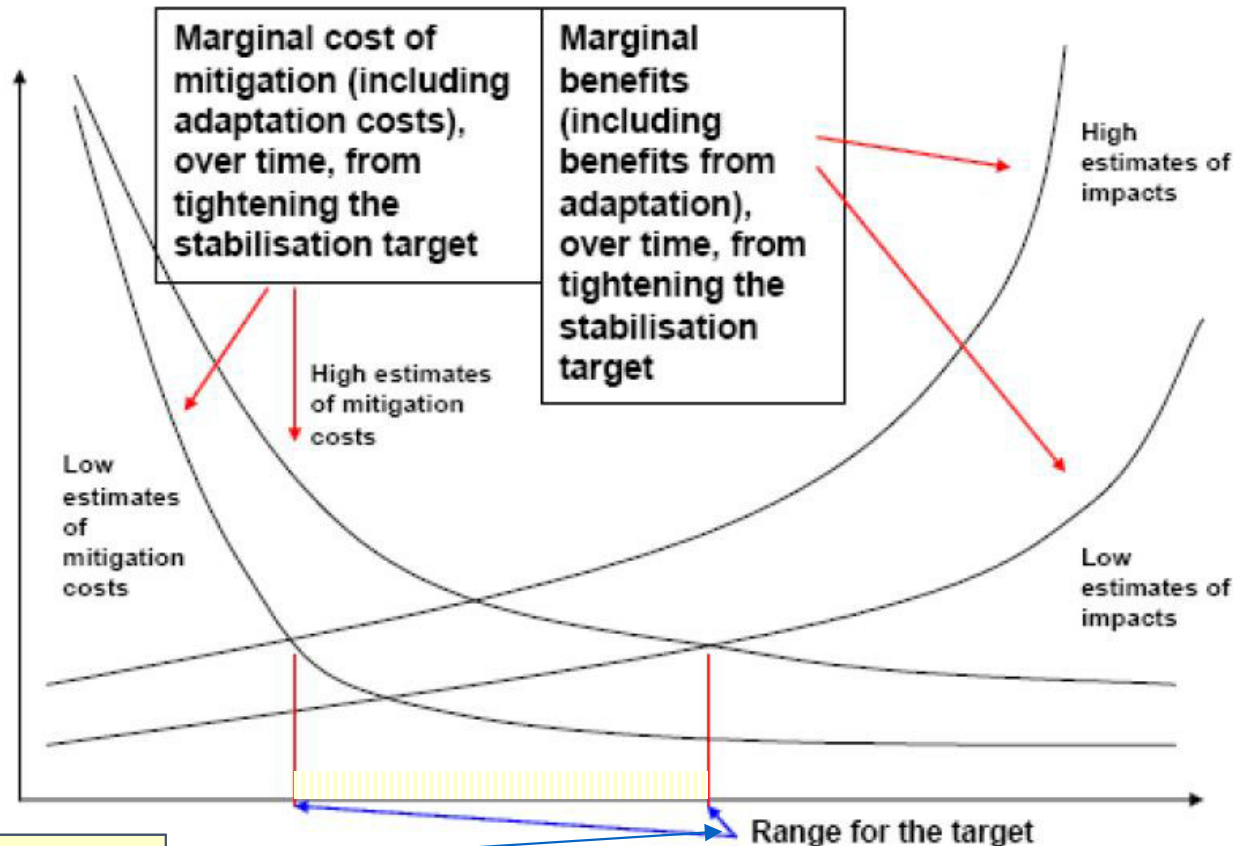 Marginal cost of
mitigation (including
adaptation costs),
over time, from
tightening the
stabilisation target
Marginal
benefits
(including
benefits from
adaptation),
over time, from
tightening the
stabilisation
target
High
estimates of
impacts
High estimates
of mitigation
costs
Low
estimates
of
mitigation
costs
Low
estimates of
impacts
Range for the target